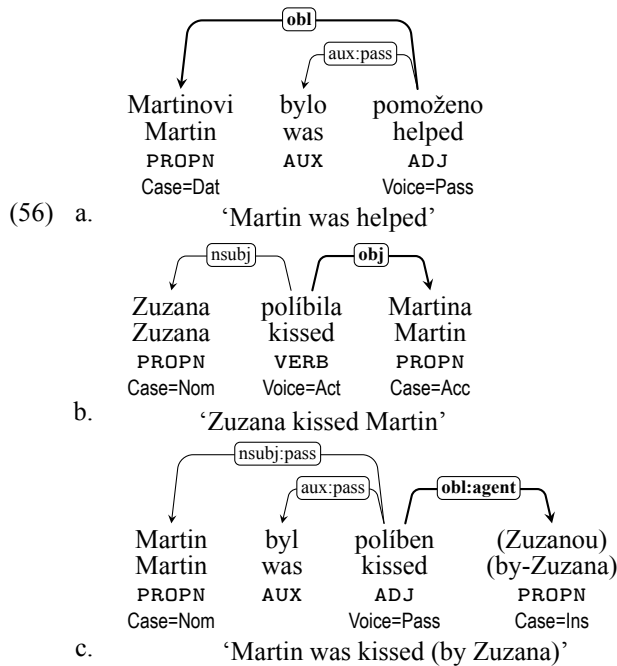 obl
aux:pass
Martinovi bylo pomoženo
Martin was helped
PROPN AUX ADJ
Case=Dat Voice=Pass
(56) a. ‘Martin was helped’
nsubj obj
Zuzana políbila Martina
Zuzana kissed Martin
PROPN VERB PROPN
Case=Nom Voice=Act Case=Acc
b. ‘Zuzana kissed Martin’
nsubj:pass
aux:pass obl:agent
Martin byl políben (Zuzanou)
Martin was kissed (by-Zuzana)
PROPN AUX ADJ PROPN
Case=Nom Voice=Pass Case=Ins
c. ‘Martin was kissed (by Zuzana)’